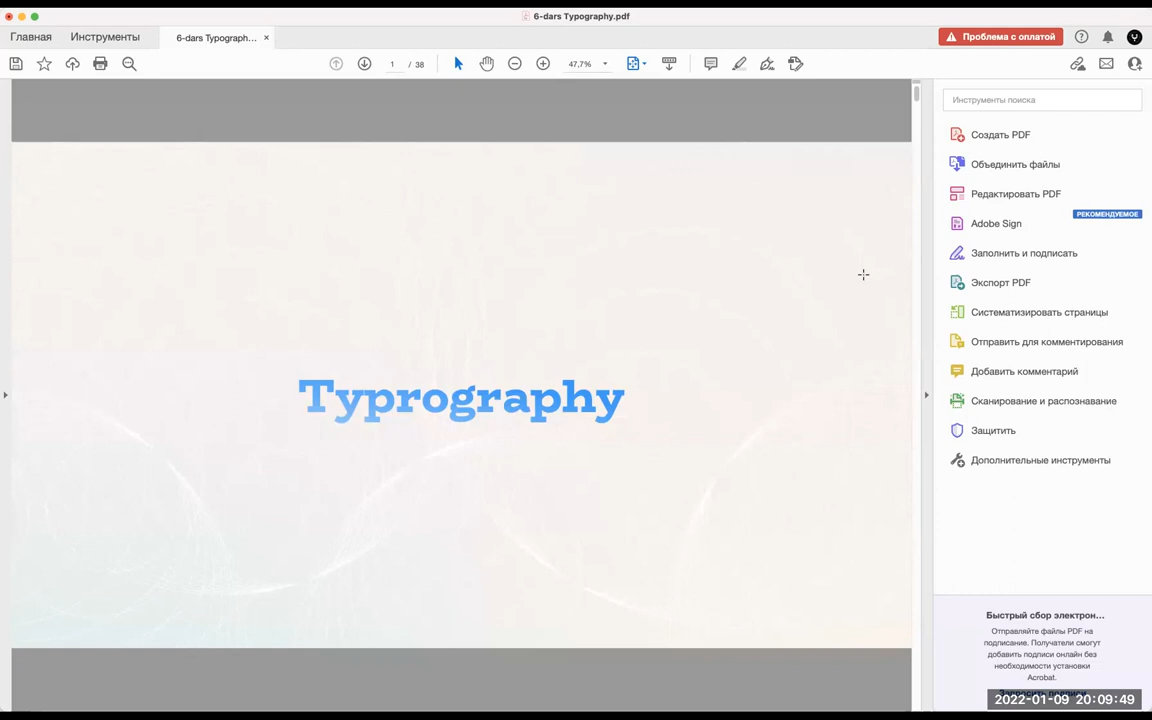 6-dars Typography.pdf
Главная
Инструменты
6-dars Typograph...
×
Проблема с оплатой
1 / 38
47,7%
Инструменты поиска
Создать PDF
Объединить файлы
Редактировать PDF
РЕКОМЕНДУЕМОЕ
Adobe Sign
Заполнить и подписать
Экспорт PDF
Систематизировать страницы
Отправить для комментирования
Добавить комментарий
Сканирование и распознавание
Защитить
Дополнительные инструменты
Typrography
Быстрый сбор электрон...
Отправляйте файлы PDF на
подписание. Получатели смогут
добавить подписи онлайн без
необходимости установки
Acrobat.
2022-01-09 20:09:49